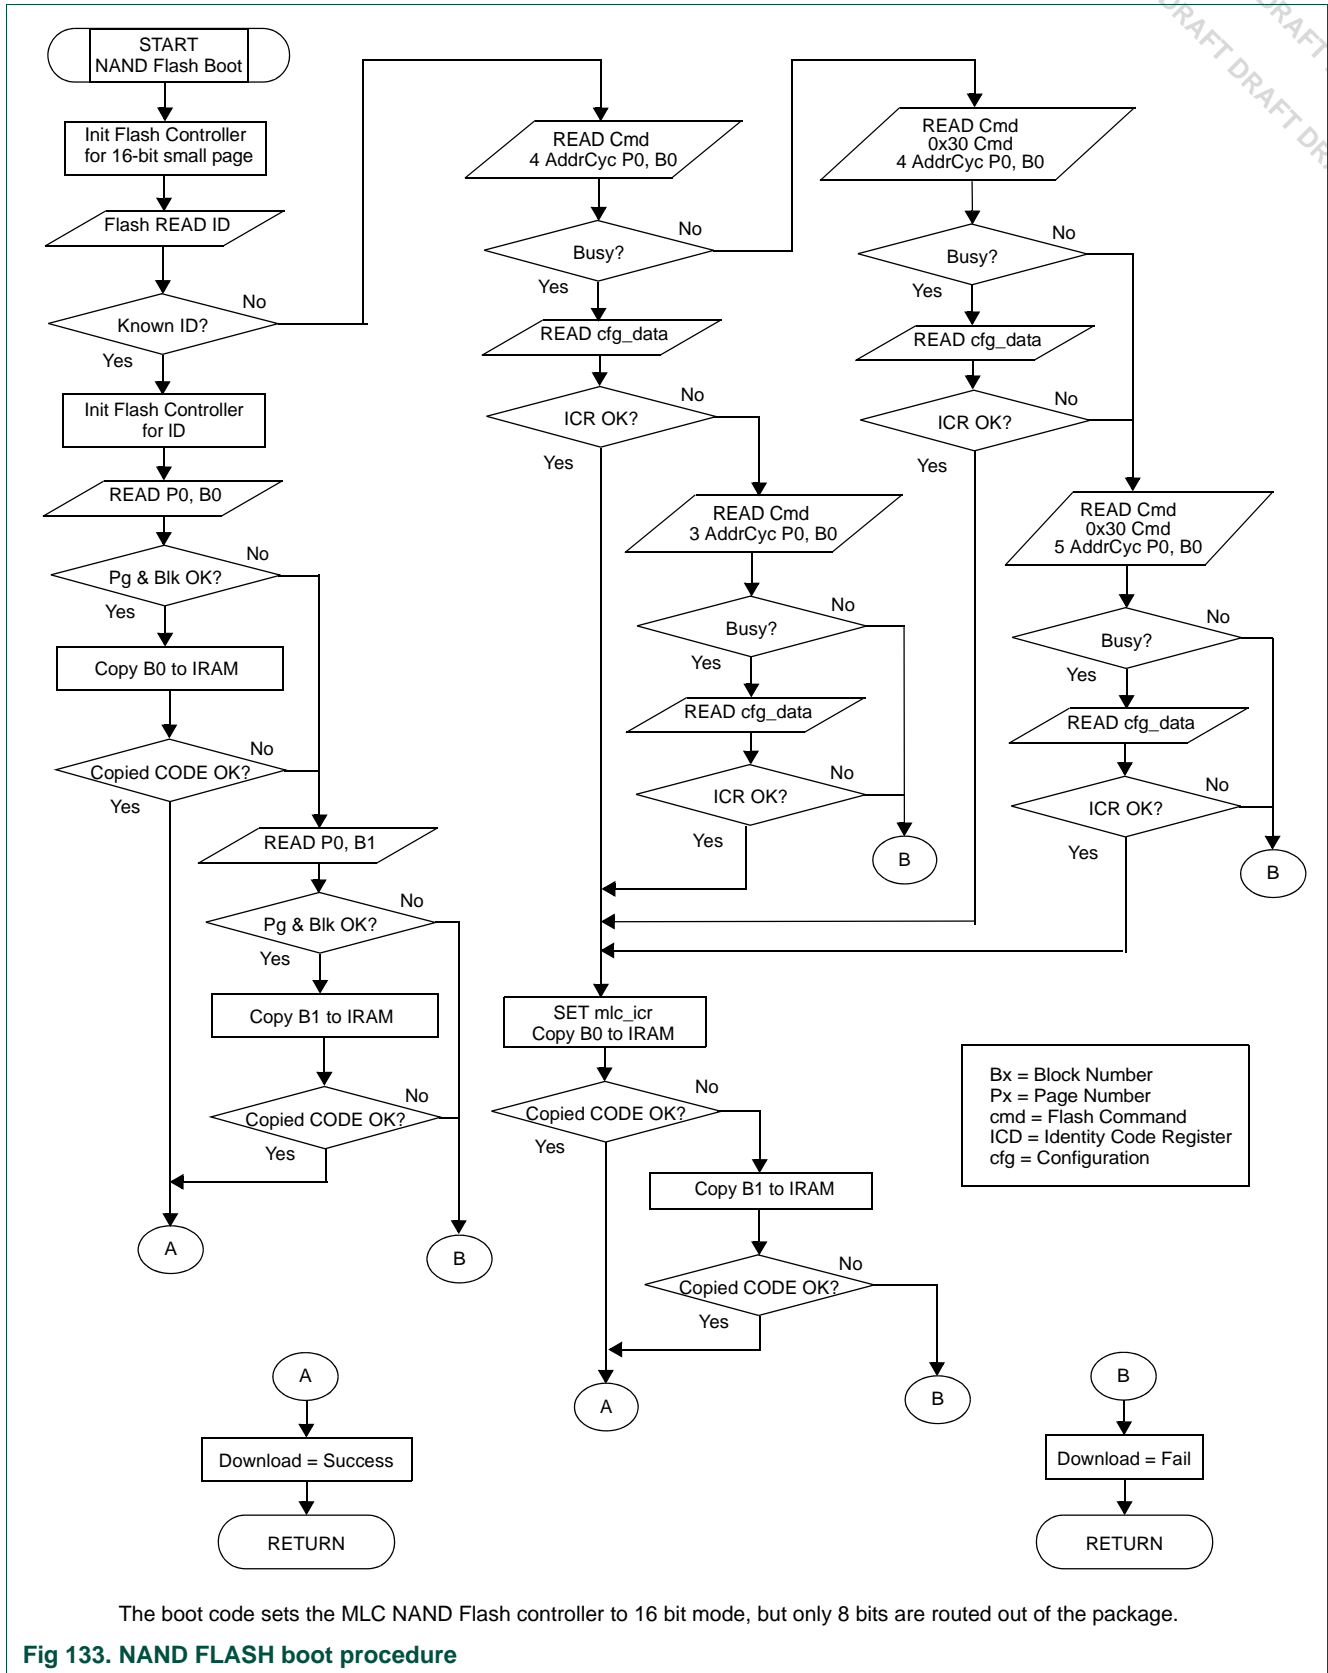 DRAFT DRAFT DRA
DRAFT
START
NAND Flash Boot
Init Flash Controller
for 16-bit small page
Flash READ ID
Known ID?
No
Yes
Init Flash Controller
for ID
READ P0, B0
Pg & Blk OK?
No
Yes
Copy B0 to IRAM
Copied CODE OK?
No
Yes
READ P0, B1
Pg & Blk OK?
No
Yes
Copy B1 to IRAM
Copied CODE OK?
No
Yes
A
B
READ Cmd
4 AddrCyc P0, B0
Busy?
No
Yes
READ cfg_data
ICR OK?
No
Yes
READ Cmd
3 AddrCyc P0, B0
Busy?
No
Yes
READ cfg_data
ICR OK?
No
Yes
B
READ Cmd
0x30 Cmd
4 AddrCyc P0, B0
Busy?
No
Yes
READ cfg_data
ICR OK?
No
Yes
READ Cmd
0x30 Cmd
5 AddrCyc P0, B0
Busy?
No
Yes
READ cfg_data
ICR OK?
No
Yes
B
SET mlc_icr
Copy B0 to IRAM
Copied CODE OK?
No
Yes
Copy B1 to IRAM
Copied CODE OK?
No
Yes
A
B
Bx = Block Number
Px = Page Number
cmd = Flash Command
ICD = Identity Code Register
cfg = Configuration
A
Download = Success
RETURN
B
Download = Fail
RETURN
The boot code sets the MLC NAND Flash controller to 16 bit mode, but only 8 bits are routed out of the package.
Fig 133. NAND FLASH boot procedure